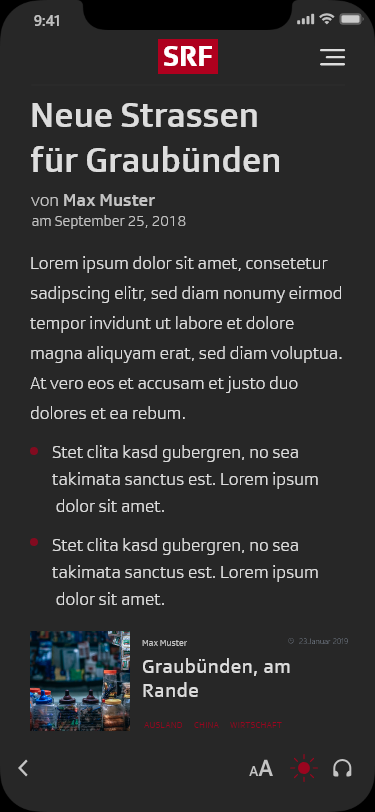 9:41
SRF
Neue Strassen
für Graubünden
von Max Muster
am September 25, 2018
Lorem ipsum dolor sit amet, consetetur
sadipscing elitr, sed diam nonumy eirmod
tempor invidunt ut labore et dolore
magna aliquyam erat, sed diam voluptua.
At vero eos et accusam et justo duo
dolores et ea rebum.
Stet clita kasd gubergren, no sea
takimata sanctus est. Lorem ipsum
dolor sit amet.
Stet clita kasd gubergren, no sea
takimata sanctus est. Lorem ipsum
dolor sit amet.
Max Muster
23.Januar 2019
Graubünden, am
Rande
AUSLAND CHINA WIRTSCHAFT
AA